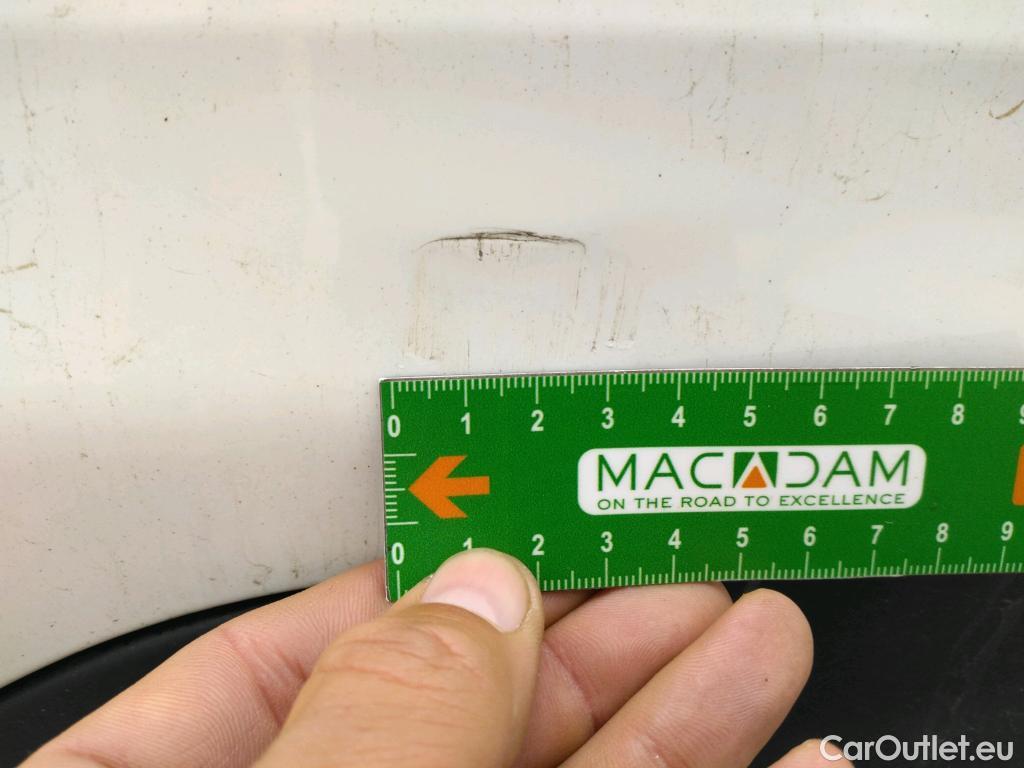 0 1 2 3 4 5 6 7 8 9
MACADAM
ON THE ROAD TO EXCELLENCE
0 1 2 3 4 5 6 7 8 9
CarOutlet.eu